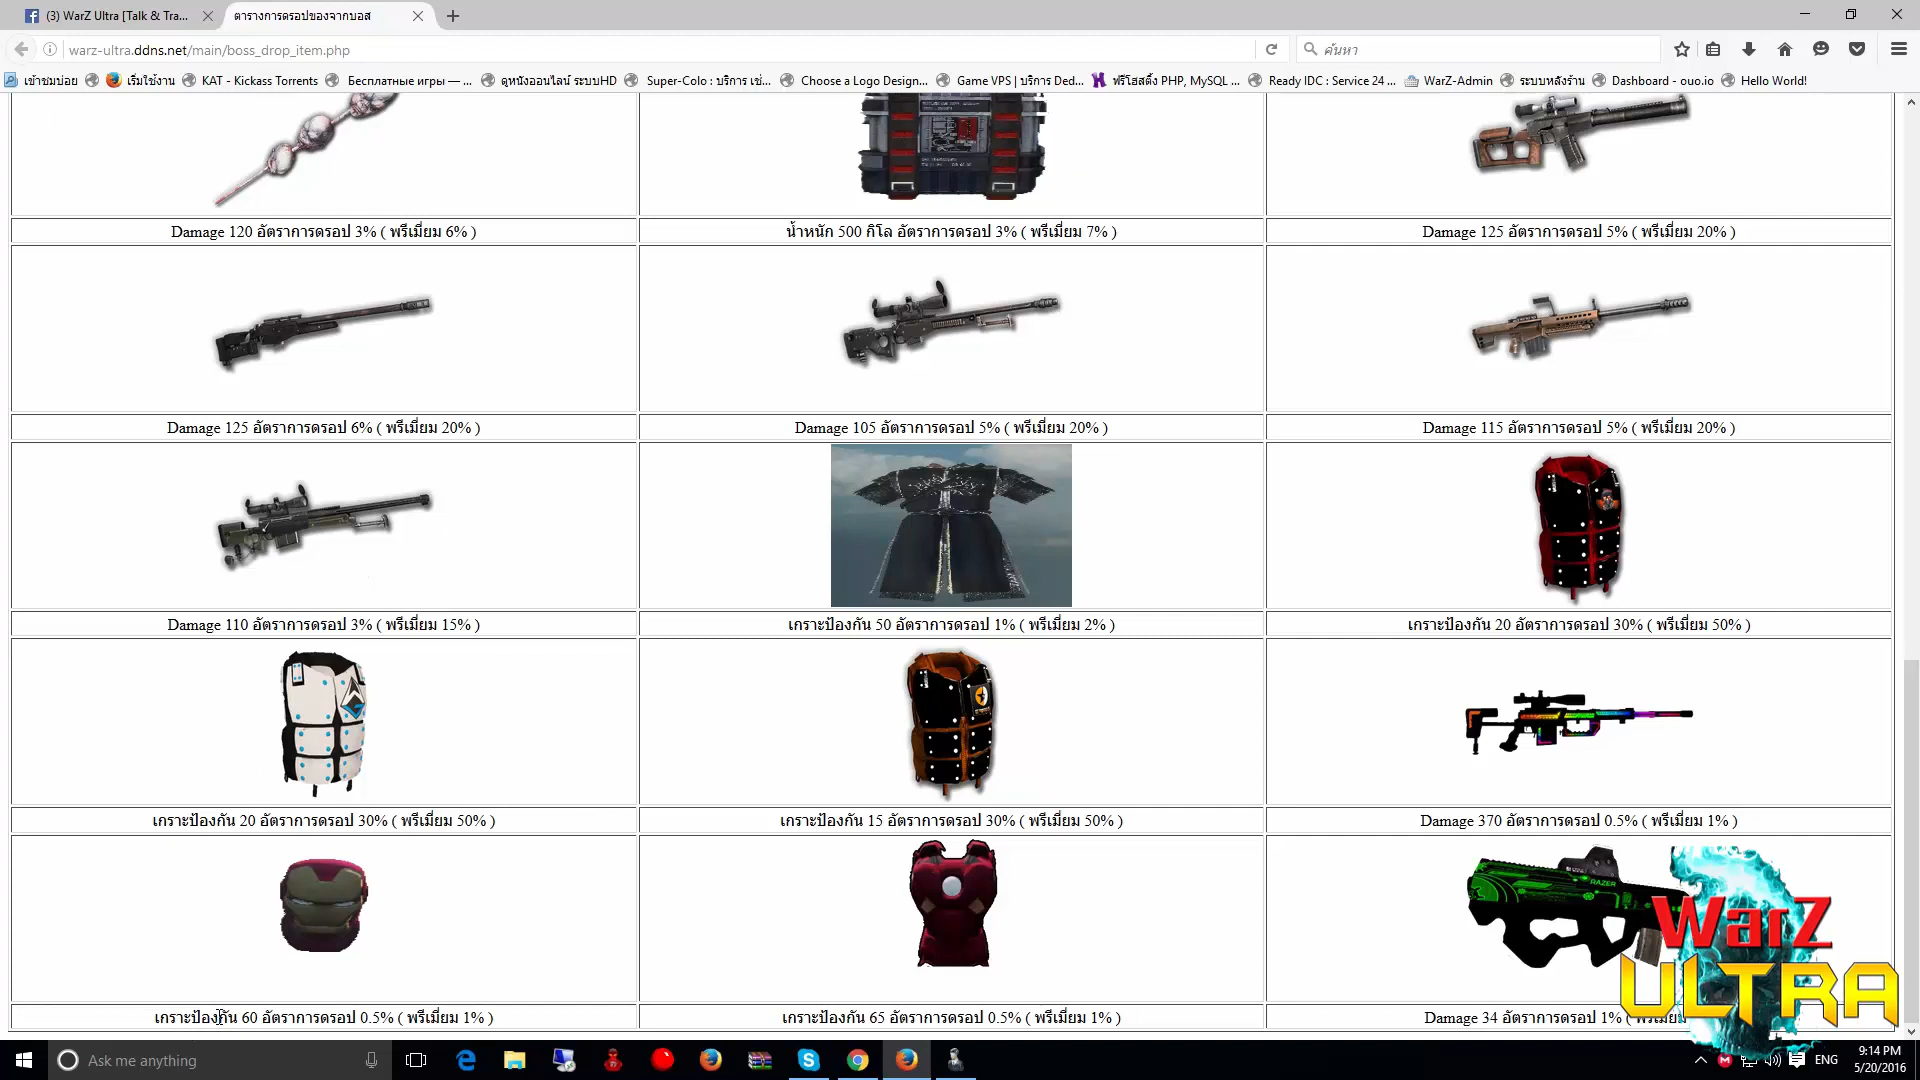 (3) WarZ Ultra [Talk & Tra...
ตารางการดรอปของจากบอส
warz-ultra.ddns.net/main/boss_drop_item.php
ค้นหา
เข้าชมบ่อย
เริ่มใช้งาน
KAT - Kickass Torrents
Бесплатные игры — ...
ดูหนังออนไลน์ ระบบHD
Super-Colo : บริการ เช่...
Choose a Logo Design...
Game VPS | บริการ Ded...
ฟรีโฮสติ้ง PHP, MySQL ...
Ready IDC : Service 24 ...
WarZ-Admin
ระบบหลังร้าน
Dashboard - ouo.io
Hello World!
Damage 120 อัตราการดรอป 3% ( พรีเมี่ยม 6% )
น้ำหนัก 500 กิโล อัตราการดรอป 3% ( พรีเมี่ยม 7% )
Damage 125 อัตราการดรอป 5% ( พรีเมี่ยม 20% )
Damage 125 อัตราการดรอป 6% ( พรีเมี่ยม 20% )
Damage 105 อัตราการดรอป 5% ( พรีเมี่ยม 20% )
Damage 115 อัตราการดรอป 5% ( พรีเมี่ยม 20% )
Damage 110 อัตราการดรอป 3% ( พรีเมี่ยม 15% )
เกราะป้องกัน 50 อัตราการดรอป 1% ( พรีเมี่ยม 2% )
เกราะป้องกัน 20 อัตราการดรอป 30% ( พรีเมี่ยม 50% )
เกราะป้องกัน 20 อัตราการดรอป 30% ( พรีเมี่ยม 50% )
เกราะป้องกัน 15 อัตราการดรอป 30% ( พรีเมี่ยม 50% )
Damage 370 อัตราการดรอป 0.5% ( พรีเมี่ยม 1% )
RAZER
WarZ
ULTRA
เกราะป้องกัน 60 อัตราการดรอป 0.5% ( พรีเมี่ยม 1% )
เกราะป้องกัน 65 อัตราการดรอป 0.5% ( พรีเมี่ยม 1% )
Damage 34 อัตราการดรอป 1% (
Ask me anything
ENG
9:14 PM
5/20/2016